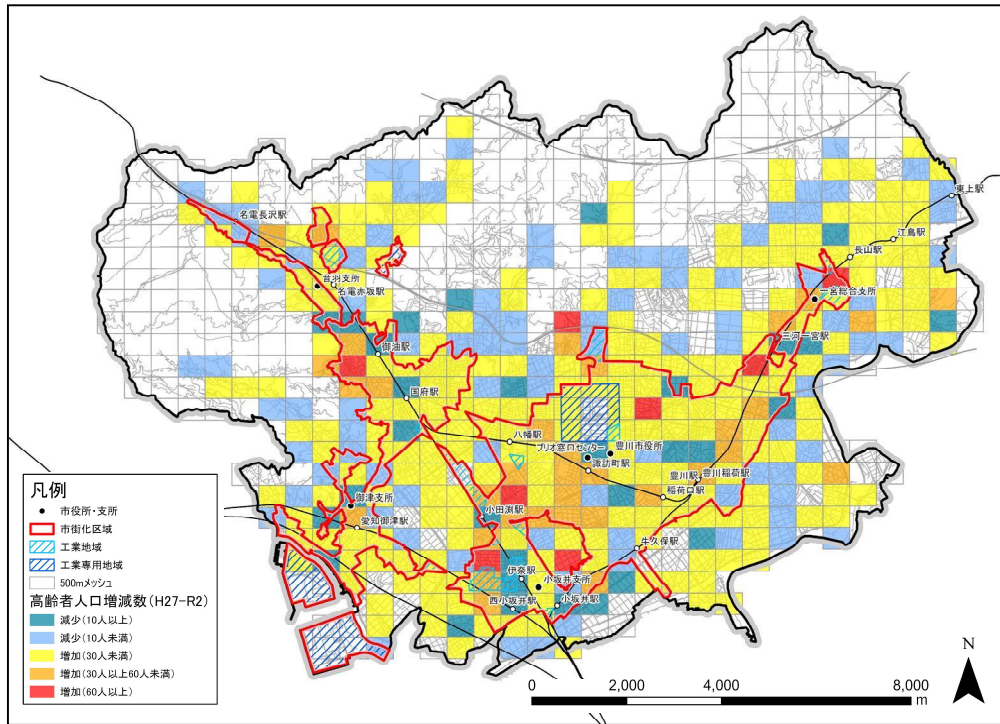 東上駅
江島駅
名電長沢駅
長山駅
音羽支所
名電赤坂駅
一宮総合支所
三河一宮駅
御油駅
国府駅
八幡駅
プリオ窓口センター
豊川市役所
諏訪町駅
豊川駅
豊川稲荷駅
稲荷口駅
御津支所
小田渕駅
愛知御津駅
牛久保駅
伊奈駅
小坂井支所
西小坂井駅
小坂井駅
凡例
市役所・支所
市街化区域
工業地域
工業専用地域
500mメッシュ
高齢者人口増減数(H27-R2)
減少(10人以上)
減少(10人未満)
増加(30人未満)
増加(30人以上60人未満)
増加(60人以上)
N
0 2,000 4,000 8,000
m